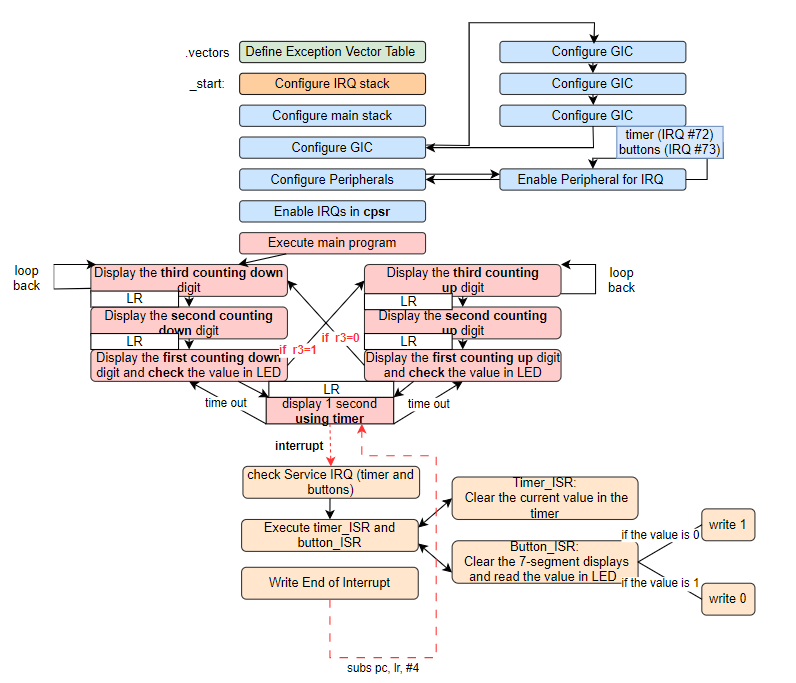 .vectors
Define Exception Vector Table
_start:
Configure IRQ stack
Configure main stack
Configure GIC
Configure Peripherals
Enable IRQs in cpsr
Execute main program
Configure GIC
Configure GIC
Configure GIC
timer (IRQ #72)
buttons (IRQ #73)
Enable Peripheral for IRQ
loop
back
Display the third counting down
digit
LR
Display the second counting
down digit
LR
Display the first counting down
digit and check the value in LED
if r3=1
if r3=0
Display the third counting
up digit
loop
back
LR
Display the second counting
up digit
LR
Display the first counting up digit
and check the value in LED
LR
display 1 second
using timer
time out
time out
interrupt
check Service IRQ (timer and
buttons)
Execute timer_ISR and
button_ISR
Write End of Interrupt
subs pc, lr, #4
Timer_ISR:
Clear the current value in the
timer
Button_ISR:
Clear the 7-segment displays
and read the value in LED
if the value is 0
write 1
if the value is 1
write 0